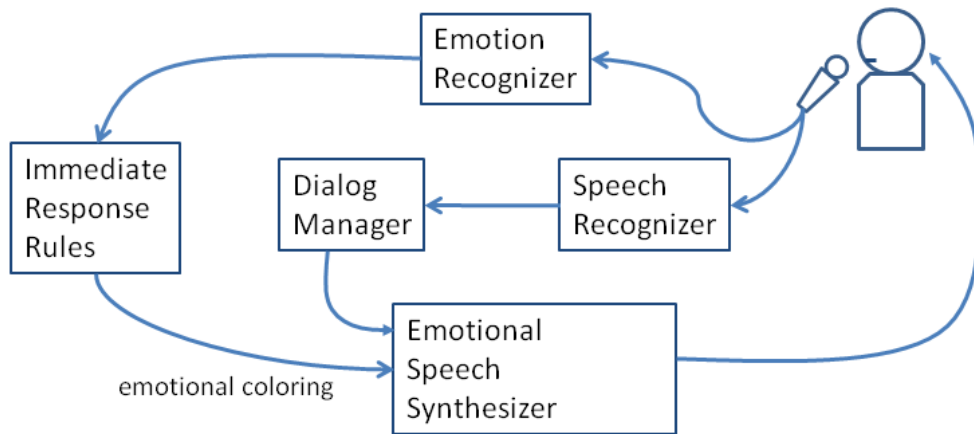 Emotion
Recognizer
Immediate
Response
Rules
Dialog
Manager
Speech
Recognizer
Emotional
Speech
Synthesizer
emotional coloring